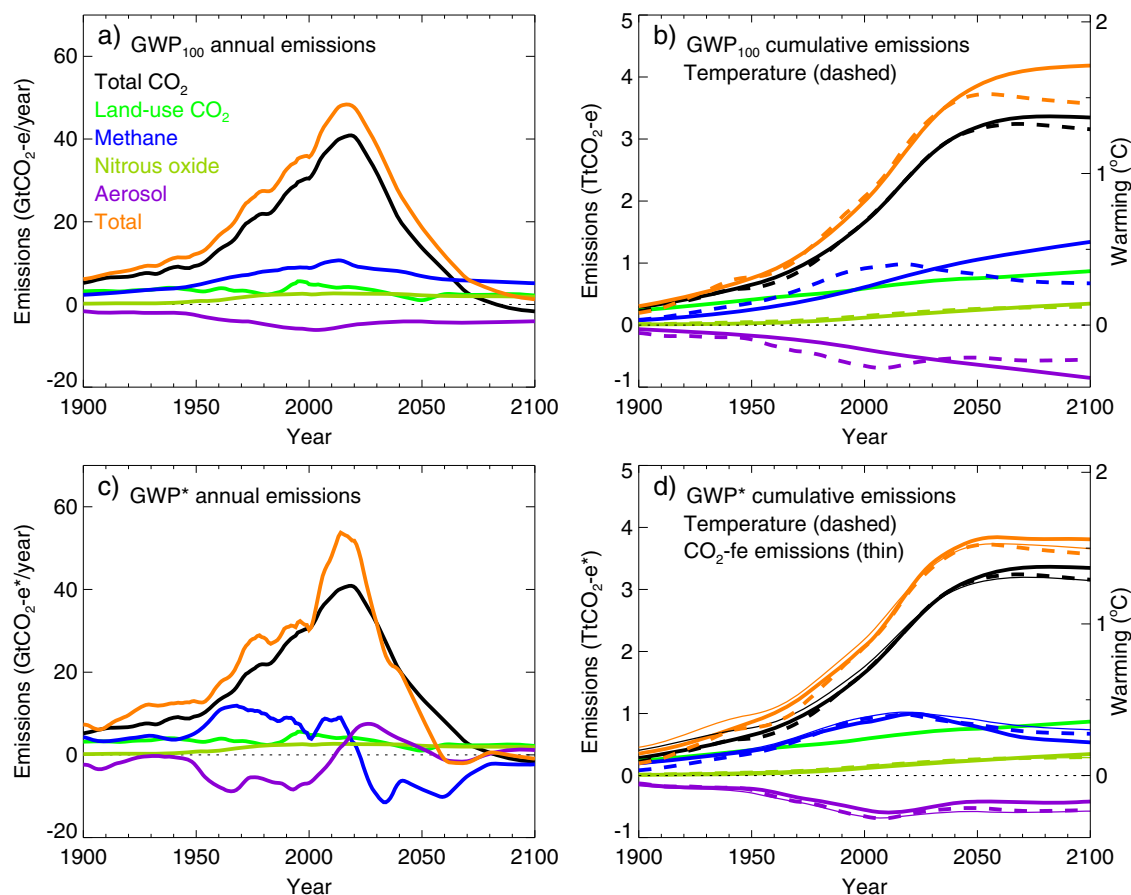 a) GWP100 annual emissions
Total CO2
Land-use CO2
Methane
Nitrous oxide
Aerosol
Total
Emissions (GtCO2-e/year)
60
40
20
0
-20
1900 1950 2000 2050 2100
Year
b) GWP100 cumulative emissions
Temperature (dashed)
Emissions (TtCO2-e)
5
4
3
2
1
0
-1
Warming (°C)
2
1
0
1900 1950 2000 2050 2100
Year
c) GWP* annual emissions
Emissions (GtCO2-e*/year)
60
40
20
0
-20
1900 1950 2000 2050 2100
Year
d) GWP* cumulative emissions
Temperature (dashed)
CO2-fe emissions (thin)
Emissions (TtCO2-e*)
5
4
3
2
1
0
-1
Warming (°C)
2
1
0
1900 1950 2000 2050 2100
Year